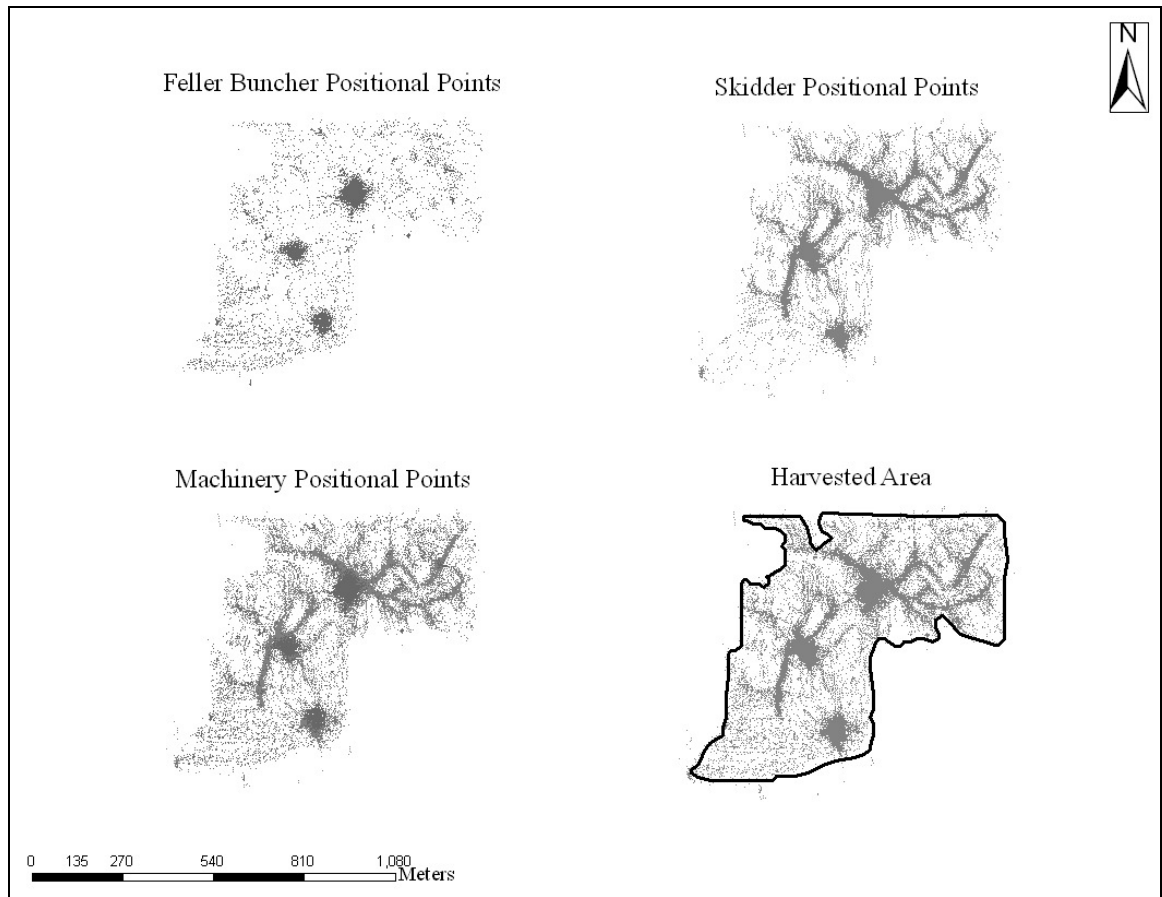 N
Feller Buncher Positional Points
Skidder Positional Points
Machinery Positional Points
Harvested Area
0 135 270 540 810 1,080
Meters